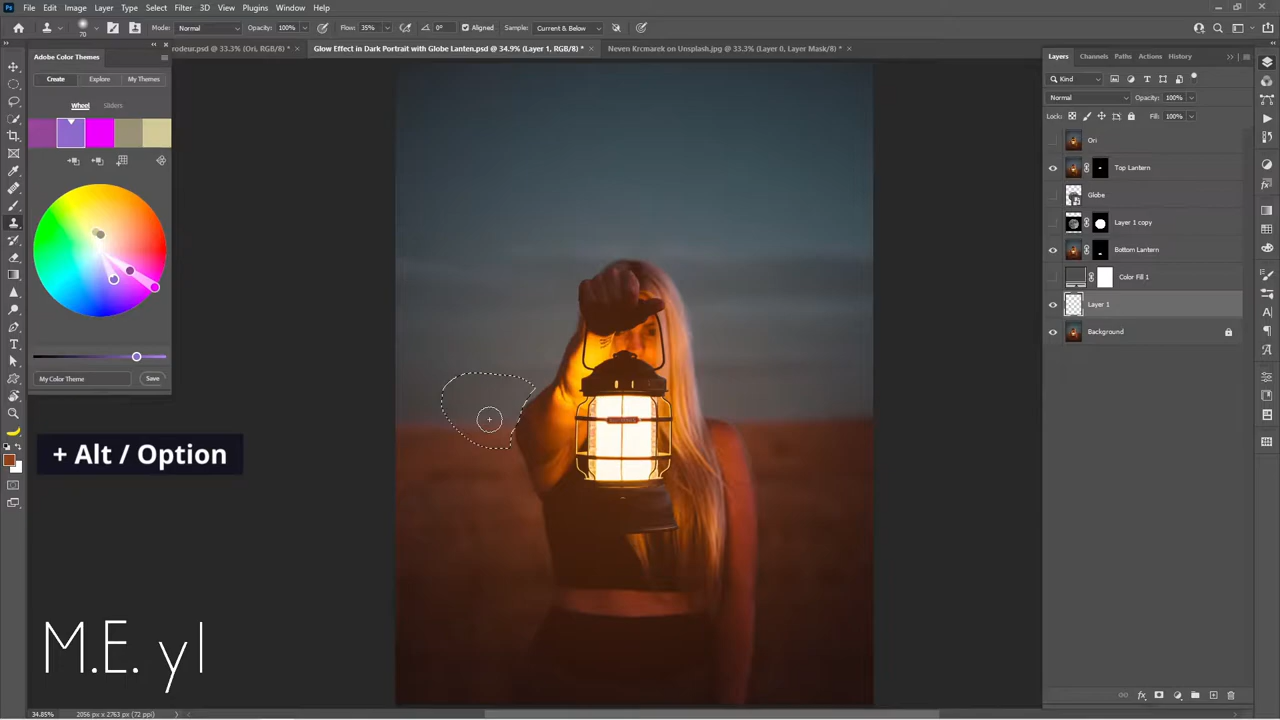 Ps File Edit Image Layer Type Select Filter 3D View Plugins Window Help
70 Mode: Normal Opacity: 100% Flow: 35% 0° Aligned Sample: Current & Below
rodeur.psd @ 33.3% (Ori, RGB/8) * × Glow Effect in Dark Portrait with Globe Lanten.psd @ 34.9% (Layer 1, RGB/8) * × Neven Krcmarek on Unsplash.jpg @ 33.3% (Layer 0, Layer Mask/8) * ×
Adobe Color Themes
Create Explore My Themes
Wheel Sliders
My Color Theme Save
+ Alt / Option
M.E. yl
Layers Channels Paths Actions History
Kind
Normal Opacity: 100%
Lock: Fill: 100%
Ori
Top Lantern
Globe
Layer 1 copy
Bottom Lantern
Color Fill 1
Layer 1
Background
34.85% 2056 px x 2763 px (72 ppi)